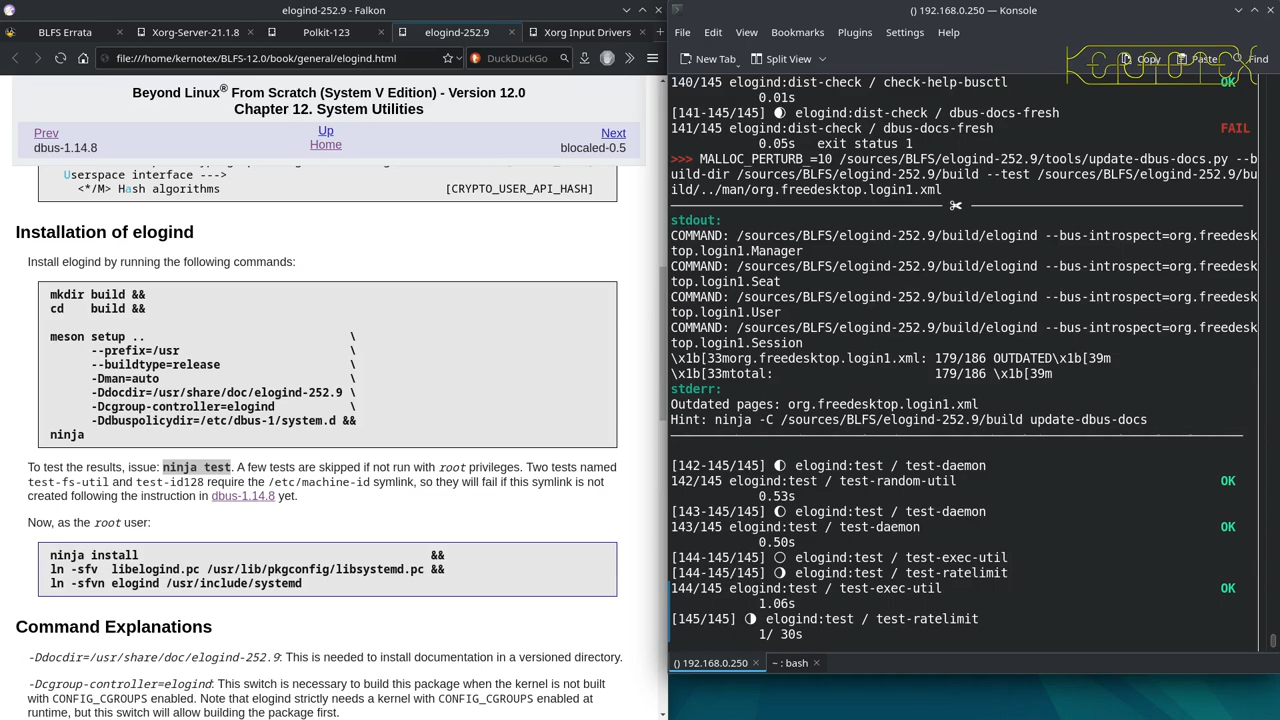 elogind-252.9 - Falkon
BLFS Errata
Xorg-Server-21.1.8
Polkit-123
elogind-252.9
Xorg Input Drivers
file:///home/kernotex/BLFS-12.0/book/general/elogind.html
DuckDuckGo
Beyond Linux® From Scratch (System V Edition) - Version 12.0
Chapter 12. System Utilities
Prev
Up
Next
dbus-1.14.8
Home
blocaled-0.5
Userspace interface --->
<*/M> Hash algorithms [CRYPTO_USER_API_HASH]
Installation of elogind
Install elogind by running the following commands:
mkdir build &&
cd    build &&
meson setup .. \
--prefix=/usr \
--buildtype=release \
-Dman=auto \
-Ddocdir=/usr/share/doc/elogind-252.9 \
-Dcgroup-controller=elogind \
-Ddbuspolicydir=/etc/dbus-1/system.d &&
ninja
To test the results, issue: ninja test. A few tests are skipped if not run with root privileges. Two tests named
test-fs-util and test-id128 require the /etc/machine-id symlink, so they will fail if this symlink is not
created following the instruction in dbus-1.14.8 yet.
Now, as the root user:
ninja install &&
ln -sfv  libelogind.pc /usr/lib/pkgconfig/libsystemd.pc &&
ln -sfvn elogind /usr/include/systemd
Command Explanations
-Ddocdir=/usr/share/doc/elogind-252.9: This is needed to install documentation in a versioned directory.
-Dcgroup-controller=elogind: This switch is necessary to build this package when the kernel is not built
with CONFIG_CGROUPS enabled. Note that elogind strictly needs a kernel with CONFIG_CGROUPS enabled at
runtime, but this switch will allow building the package first.
() 192.168.0.250 — Konsole
File Edit View Bookmarks Plugins Settings Help
New Tab
Split View
Copy
Paste
Find
140/145 elogind:dist-check / check-help-busctl OK
0.01s
[141-145/145] elogind:dist-check / dbus-docs-fresh
141/145 elogind:dist-check / dbus-docs-fresh FAIL
0.05s   exit status 1
>>> MALLOC_PERTURB_=10 /sources/BLFS/elogind-252.9/tools/update-dbus-docs.py --b
uild-dir /sources/BLFS/elogind-252.9/build --test /sources/BLFS/elogind-252.9/bu
ild/../man/org.freedesktop.login1.xml
stdout:
COMMAND: /sources/BLFS/elogind-252.9/build/elogind --bus-introspect=org.freedesk
top.login1.Manager
COMMAND: /sources/BLFS/elogind-252.9/build/elogind --bus-introspect=org.freedesk
top.login1.Seat
COMMAND: /sources/BLFS/elogind-252.9/build/elogind --bus-introspect=org.freedesk
top.login1.User
COMMAND: /sources/BLFS/elogind-252.9/build/elogind --bus-introspect=org.freedesk
top.login1.Session
\x1b[33morg.freedesktop.login1.xml: 179/186 OUTDATED\x1b[39m
\x1b[33mtotal: 179/186 \x1b[39m
stderr:
Outdated pages: org.freedesktop.login1.xml
Hint: ninja -C /sources/BLFS/elogind-252.9/build update-dbus-docs
[142-145/145] elogind:test / test-daemon
142/145 elogind:test / test-random-util OK
0.53s
[143-145/145] elogind:test / test-daemon
143/145 elogind:test / test-daemon OK
0.50s
[144-145/145] elogind:test / test-exec-util
[144-145/145] elogind:test / test-ratelimit
144/145 elogind:test / test-exec-util OK
1.06s
[145/145] elogind:test / test-ratelimit
1/ 30s
() 192.168.0.250
~ : bash